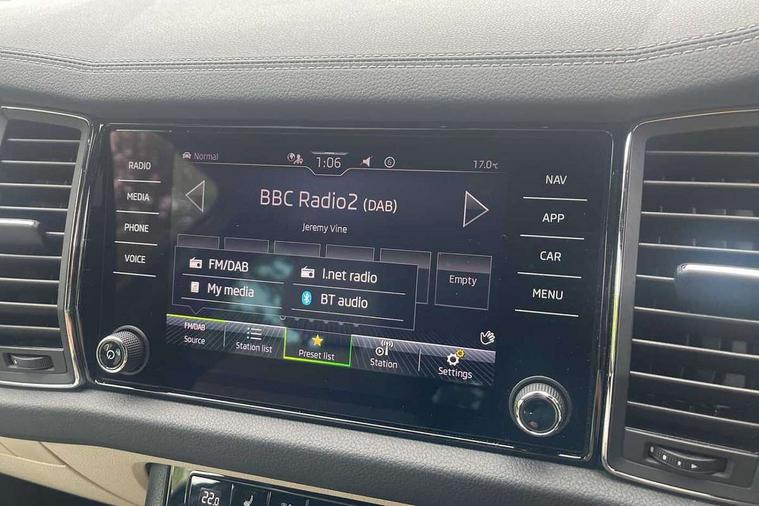 Normal
1:06
17.0°C
RADIO
MEDIA
PHONE
VOICE
BBC Radio2 (DAB)
Jeremy Vine
NAV
APP
CAR
MENU
FM/DAB
I.net radio
My media
BT audio
Empty
FM/DAB
Source
Station list
Preset list
Station
Settings
22.0